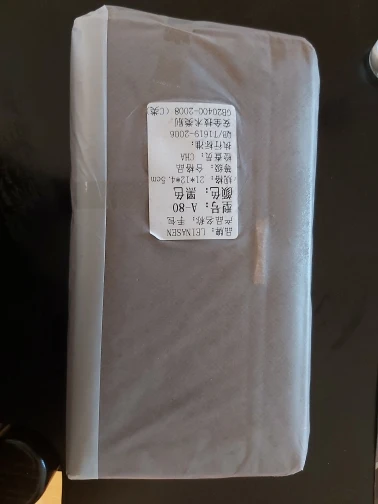 品牌: LEINASEN
产品名称: 手包
型号: A-80
颜色: 黑色
规格: 21*12*4.5cm
等级: 合格品
检查员: CHA
执行标准:
QB/T1619-2006
安全技术类别:
GB20400-2008 (C类